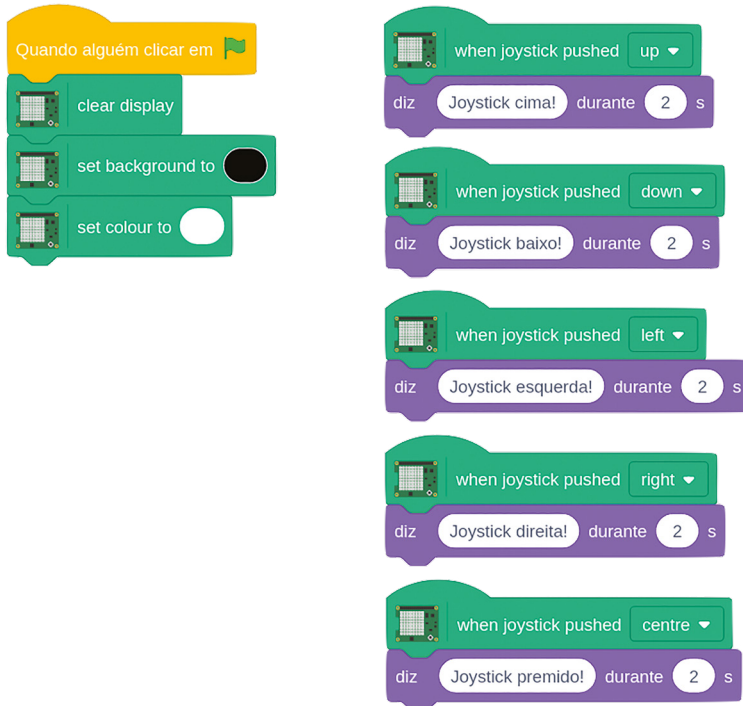 Quando alguém clicar em
clear display
set background to
set colour to
when joystick pushed up
diz Joystick cima! durante 2 s
when joystick pushed down
diz Joystick baixo! durante 2 s
when joystick pushed left
diz Joystick esquerda! durante 2 s
when joystick pushed right
diz Joystick direita! durante 2 s
when joystick pushed centre
diz Joystick premido! durante 2 s